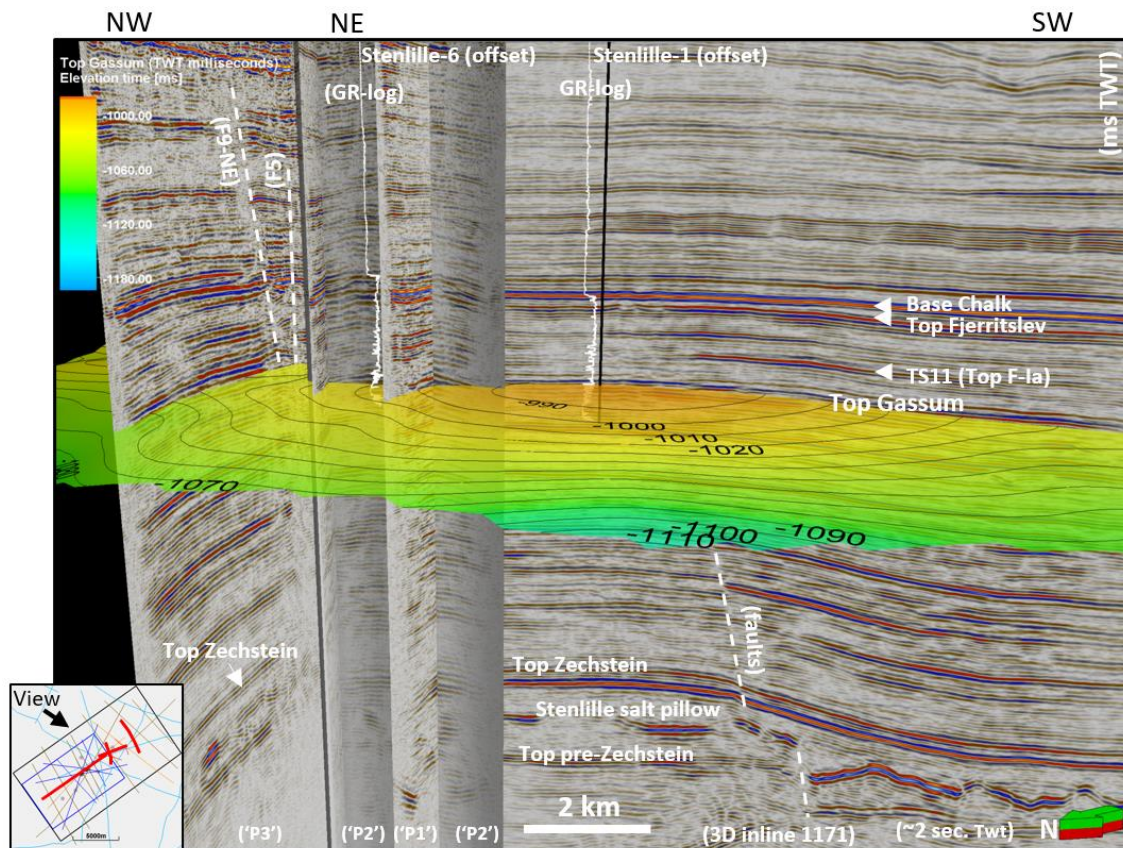 NW
NE
SW
Top Gassum (TWT milliseconds)
Elevation time [ms]
-1000.00
-1060.00
-1120.00
-1180.00
(F9-NE)
(F5)
Stenlille-6 (offset)
(GR-log)
Stenlille-1 (offset)
GR-log)
(ms TWT)
Base Chalk
Top Fjerritslev
TS11 (Top F-Ia)
Top Gassum
-990
-1000
-1010
-1020
-1070
-1090
-1100
-1110
(faults)
Top Zechstein
Top Zechstein
Stenlille salt pillow
Top pre-Zechstein
View
5000m
2 km
('P3')
('P2')
('P1')
('P2')
(3D inline 1171)
(~2 sec. Twt)
N